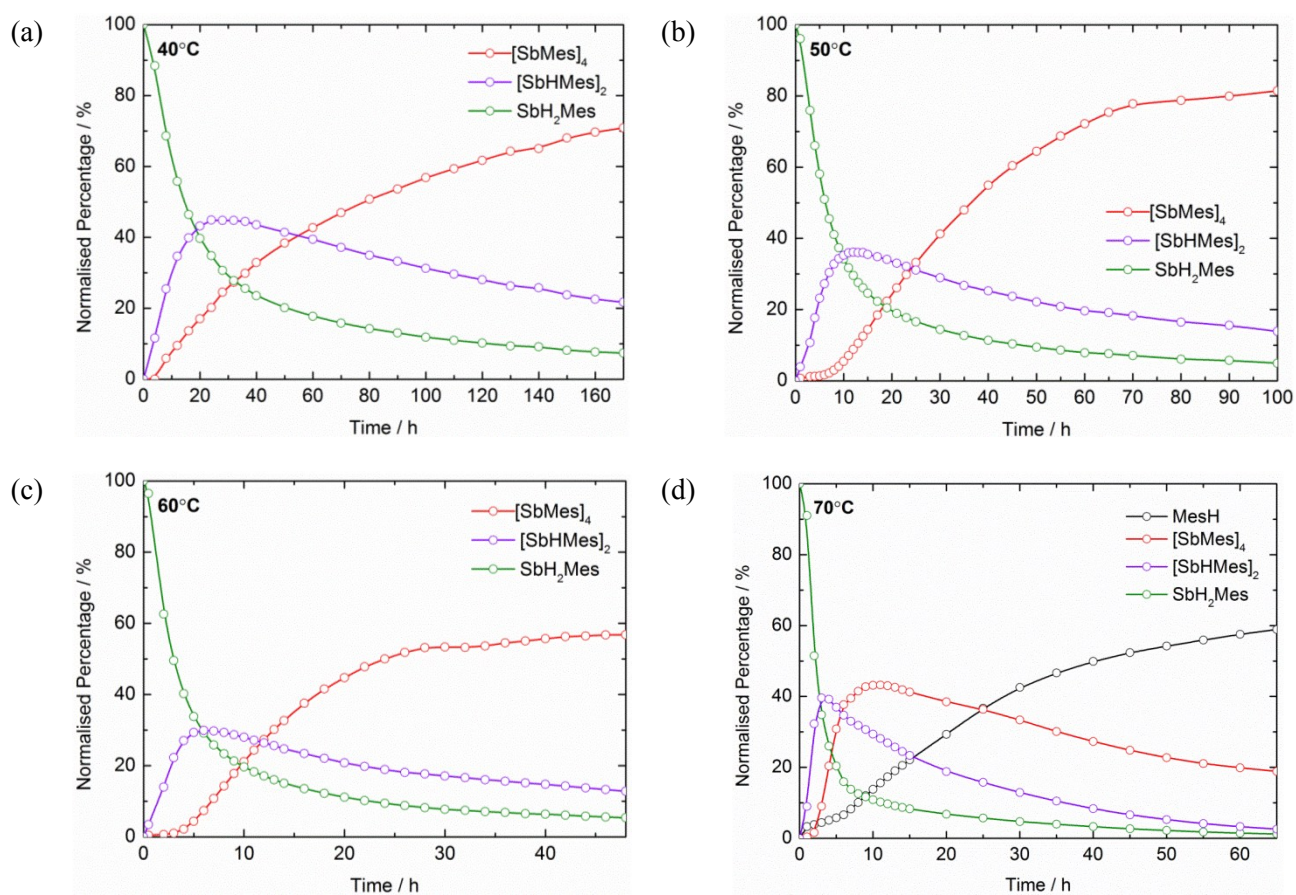 (a)
40°C
[SbMes]4
[SbHMes]2
SbH2Mes
Normalised Percentage / %
100
80
60
40
20
0
0 20 40 60 80 100 120 140 160
Time / h
(b)
50°C
[SbMes]4
[SbHMes]2
SbH2Mes
Normalised Percentage / %
100
80
60
40
20
0
0 10 20 30 40 50 60 70 80 90 100
Time / h
(c)
60°C
[SbMes]4
[SbHMes]2
SbH2Mes
Normalised Percentage / %
100
80
60
40
20
0
0 10 20 30 40
Time / h
(d)
70°C
MesH
[SbMes]4
[SbHMes]2
SbH2Mes
Normalised Percentage / %
100
80
60
40
20
0
0 10 20 30 40 50 60
Time / h